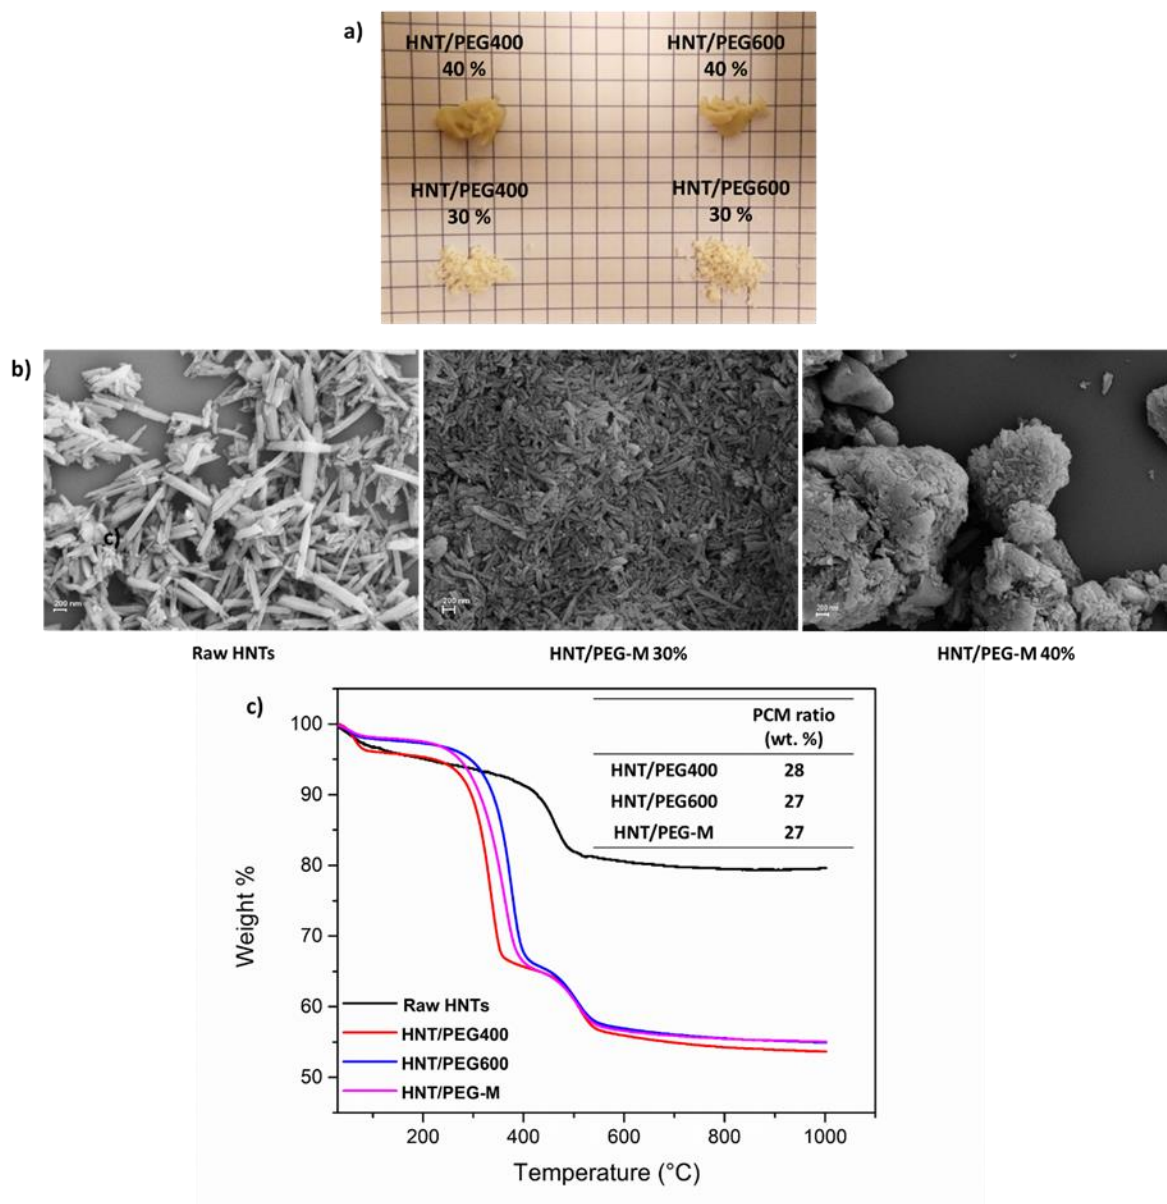 a)
HNT/PEG400
40 %
HNT/PEG600
40 %
HNT/PEG400
30 %
HNT/PEG600
30 %
b)
c)
200 nm
200 nm
200 nm
Raw HNTs
HNT/PEG-M 30%
HNT/PEG-M 40%
c)
PCM ratio
(wt. %)
HNT/PEG400 28
HNT/PEG600 27
HNT/PEG-M 27
100
90
80
70
60
50
Weight %
Raw HNTs
HNT/PEG400
HNT/PEG600
HNT/PEG-M
200 400 600 800 1000
Temperature (°C)